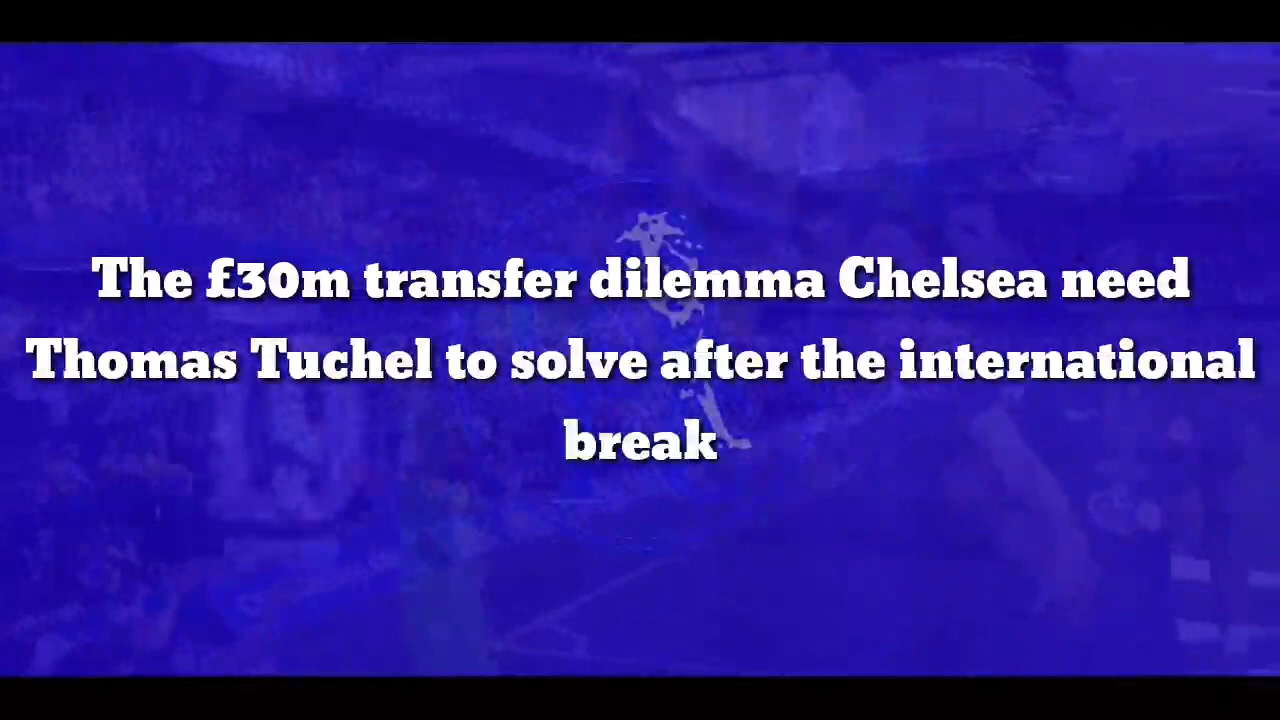 The £30m transfer dilemma Chelsea need
Thomas Tuchel to solve after the international
break